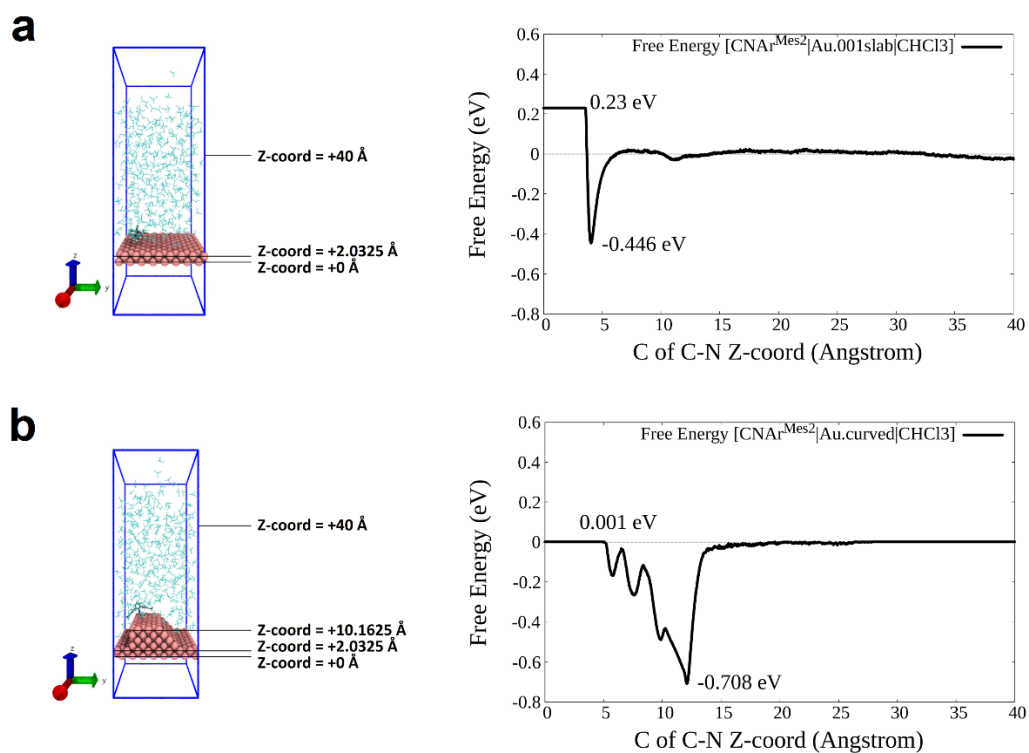 a
Z-coord = +40 Å
Z-coord = +2.0325 Å
Z-coord = +0 Å
z
y
Free Energy [CNAr^Mes2|Au.001slab|CHCl3]
0.23 eV
-0.446 eV
Free Energy (eV)
0.6
0.4
0.2
0
-0.2
-0.4
-0.6
-0.8
0 5 10 15 20 25 30 35 40
C of C-N Z-coord (Angstrom)
b
Z-coord = +40 Å
Z-coord = +10.1625 Å
Z-coord = +2.0325 Å
Z-coord = +0 Å
z
y
Free Energy [CNAr^Mes2|Au.curved|CHCl3]
0.001 eV
-0.708 eV
Free Energy (eV)
0.6
0.4
0.2
0
-0.2
-0.4
-0.6
-0.8
0 5 10 15 20 25 30 35 40
C of C-N Z-coord (Angstrom)